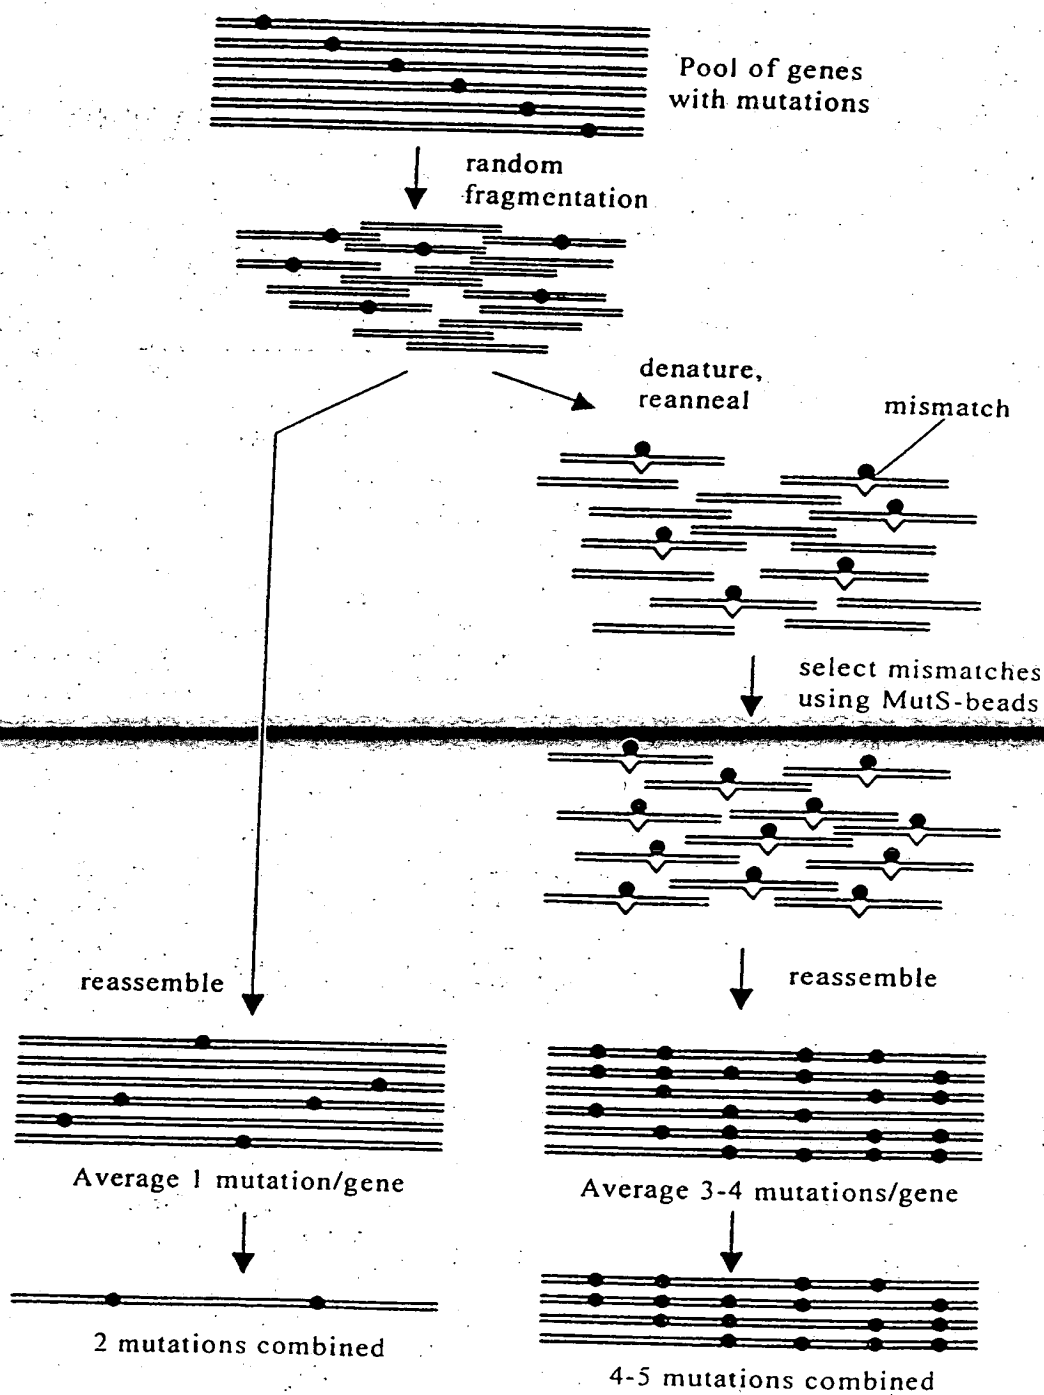 Pool of genes
with mutations
random
fragmentation
denature,
reanneal
mismatch
select mismatches
using MutS-beads
reassemble
reassemble
Average 1 mutation/gene
Average 3-4 mutations/gene
2 mutations combined
4-5 mutations combined